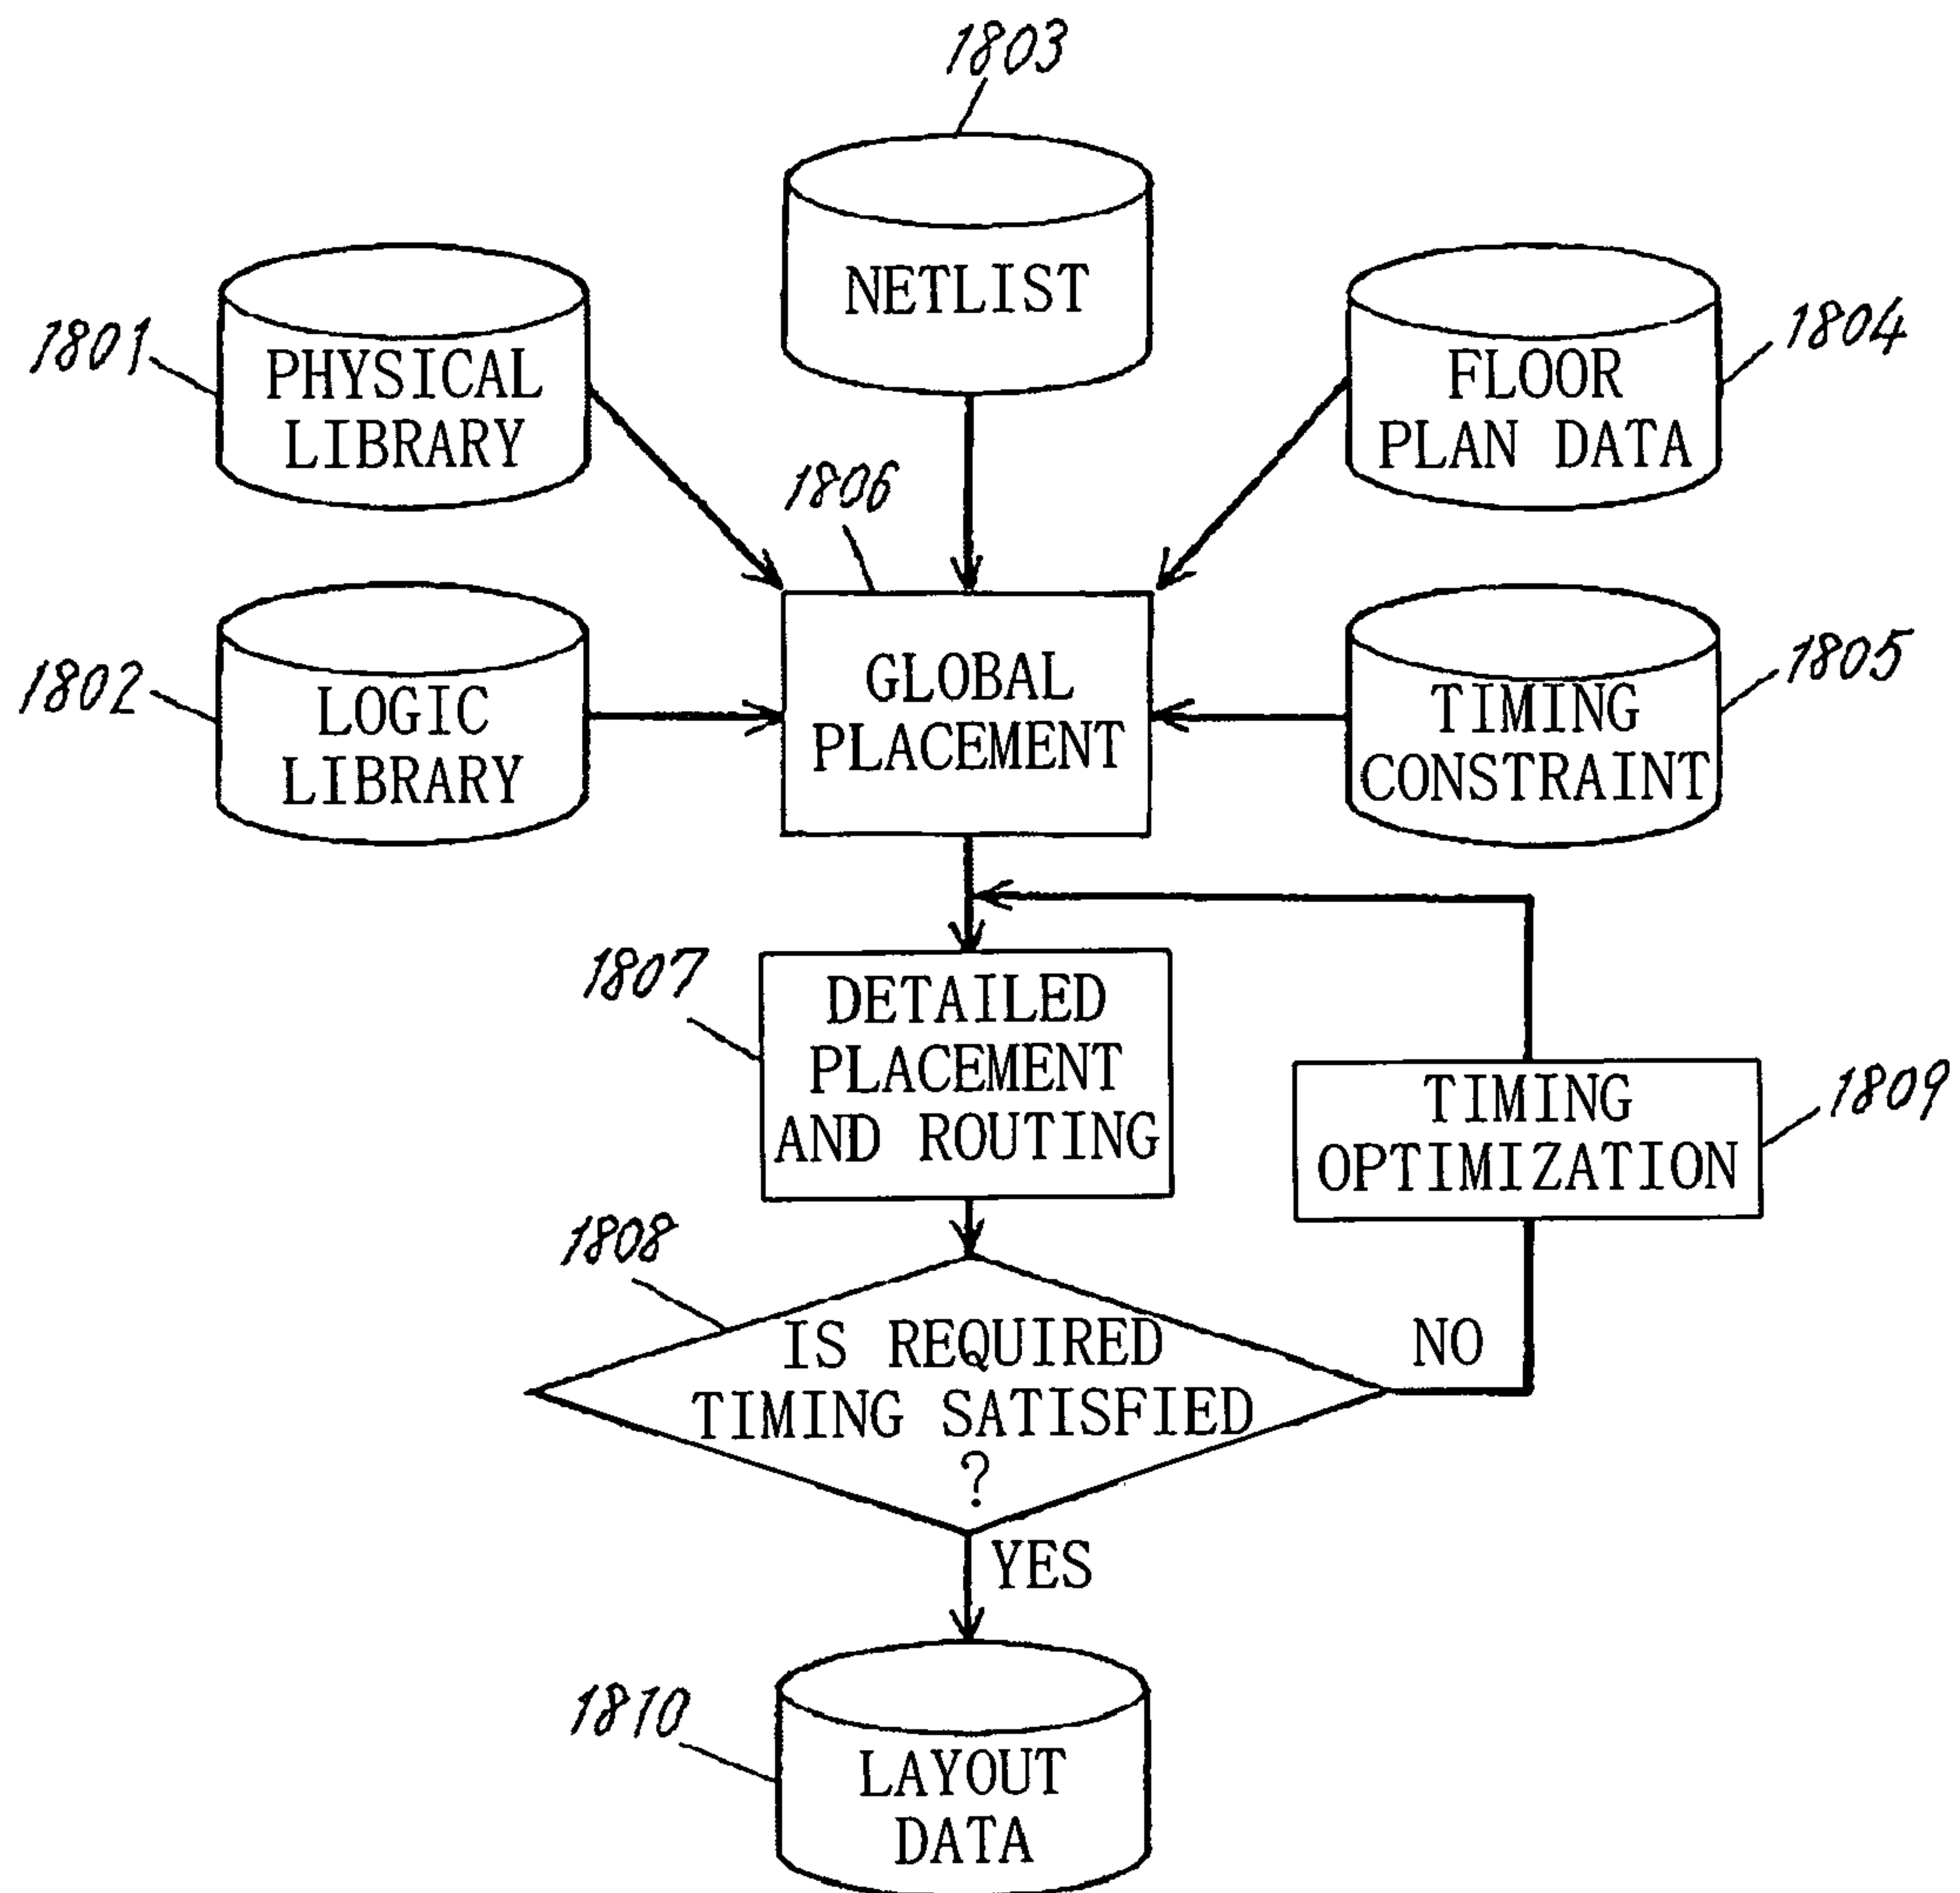 1803
NETLIST
1801
PHYSICAL
LIBRARY
1804
FLOOR
PLAN DATA
1806
1802
LOGIC
LIBRARY
GLOBAL
PLACEMENT
1805
TIMING
CONSTRAINT
1807
DETAILED
PLACEMENT
AND ROUTING
1809
TIMING
OPTIMIZATION
1808
IS REQUIRED
TIMING SATISFIED
?
NO
YES
1810
LAYOUT
DATA